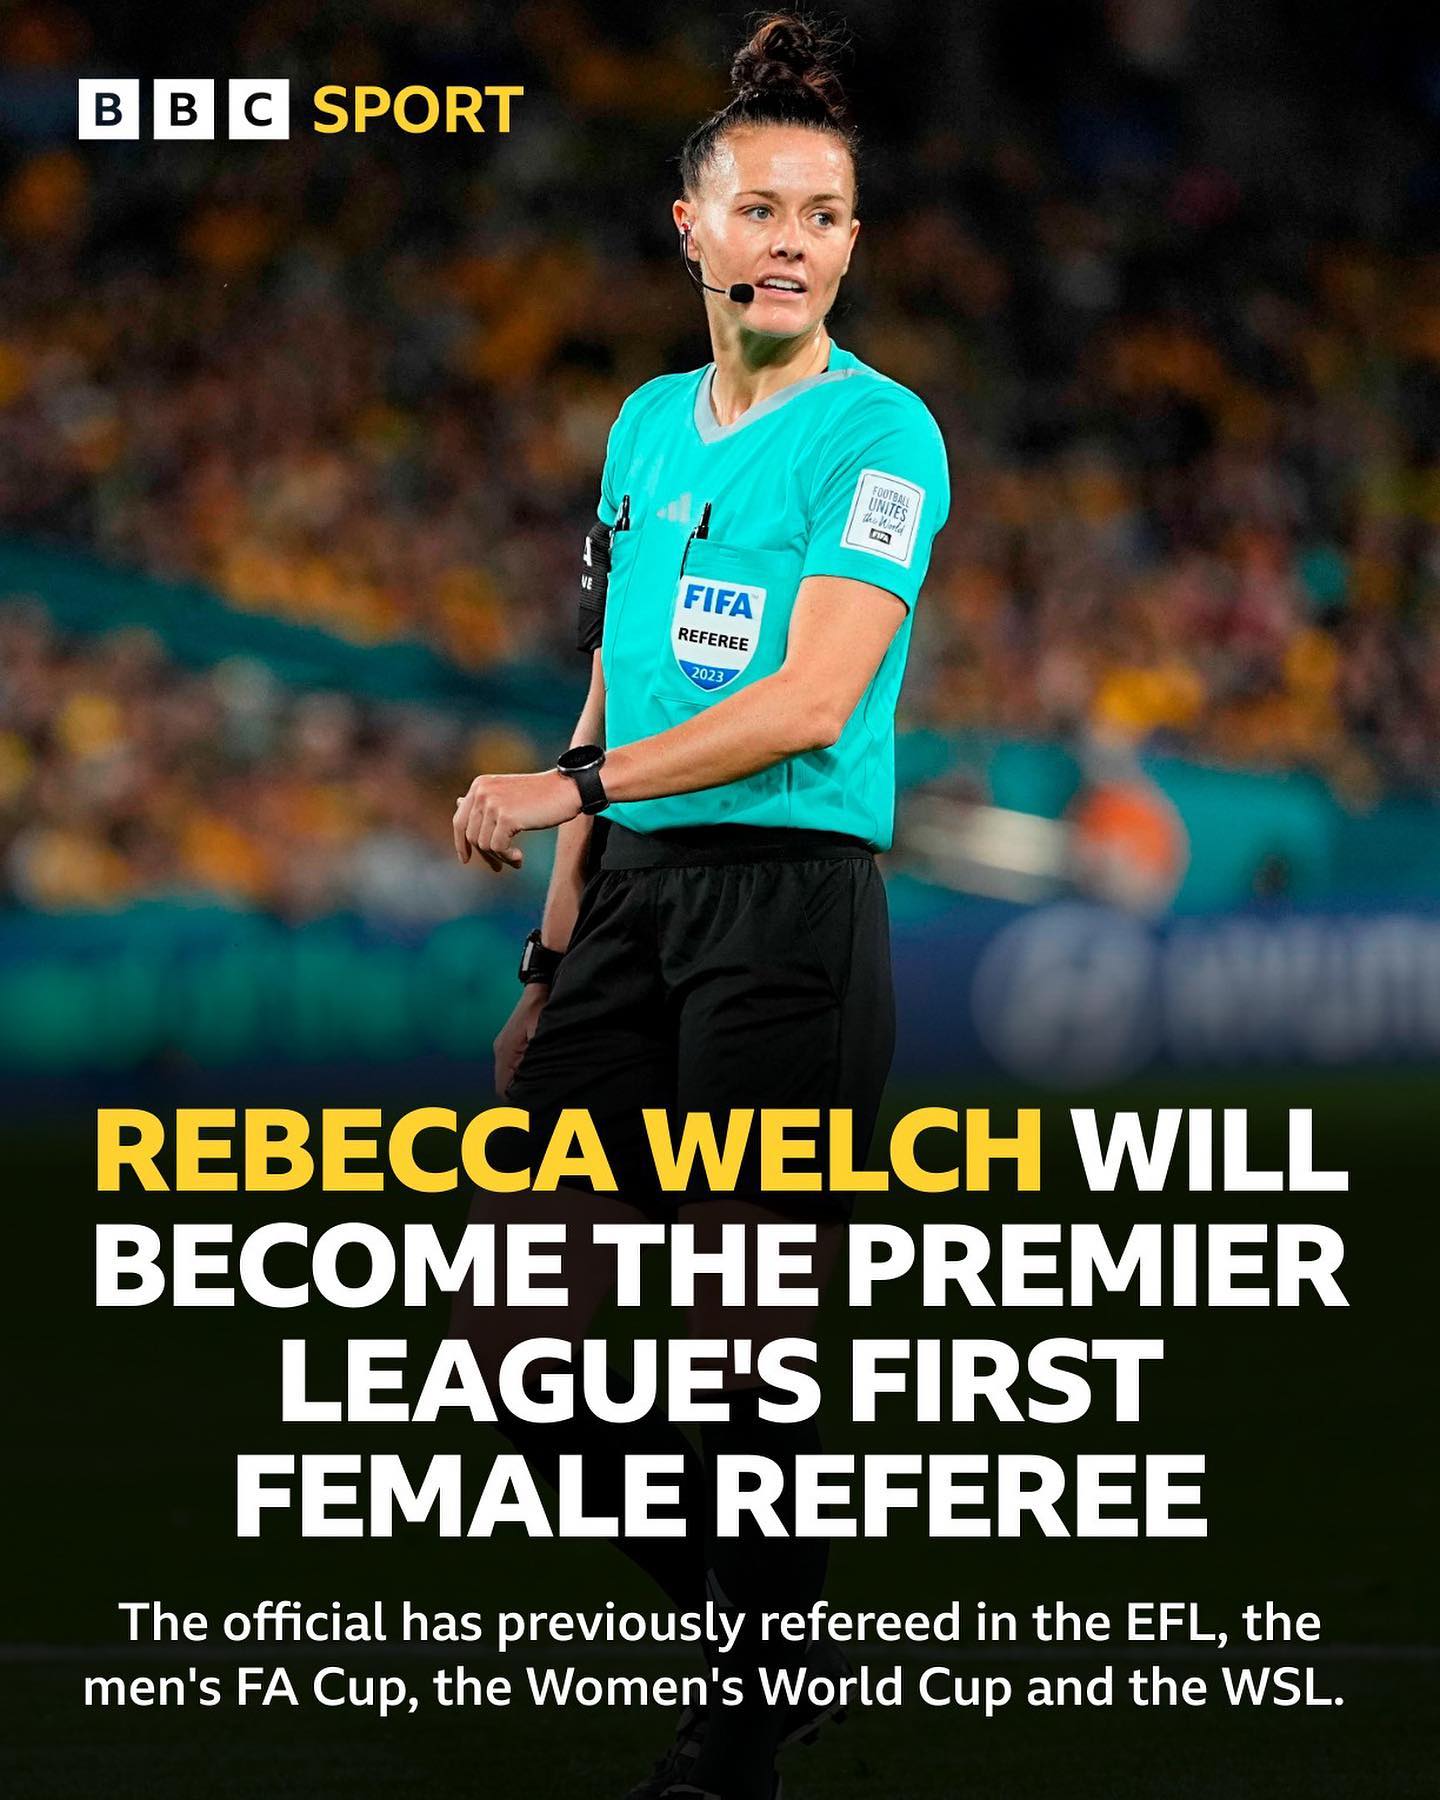 BBC SPORT
FOOTBALL
UNITES
the World
FIFA
FIFA
REFEREE
2023
REBECCA WELCH WILL
BECOME THE PREMIER
LEAGUE'S FIRST
FEMALE REFEREE
The official has previously refereed in the EFL, the
men's FA Cup, the Women's World Cup and the WSL.